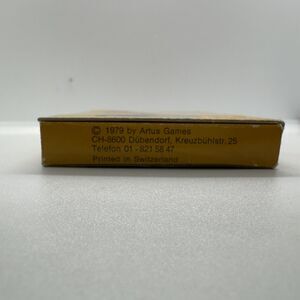 © 1979 by Artus Games
CH-8600 Dübendorf, Kreuzbühlstr. 25
Telefon 01 - 821 58 47
Printed in Switzerland